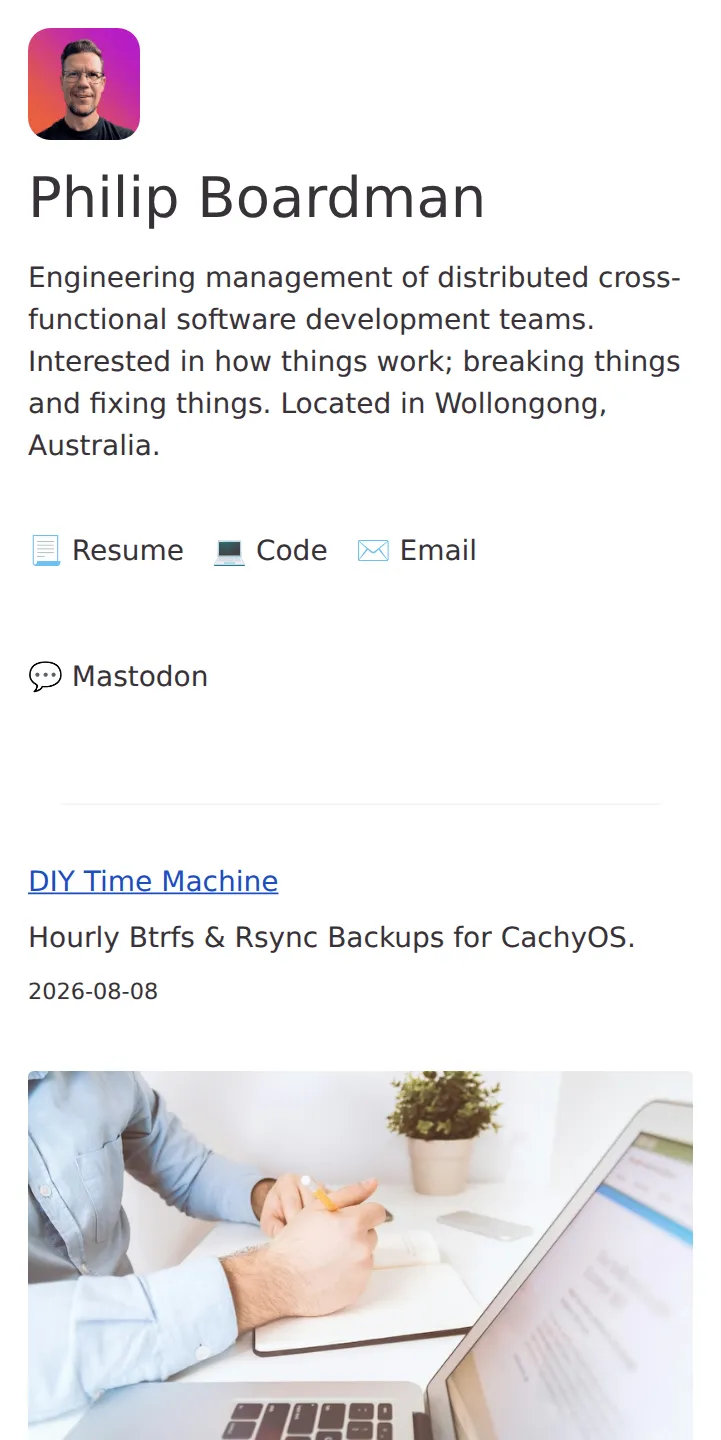 Philip Boardman
Engineering management of distributed cross-
functional software development teams.
Interested in how things work; breaking things
and fixing things. Located in Wollongong,
Australia.
📃 Resume 💻 Code ✉️ Email
💬 Mastodon
DIY Time Machine
Hourly Btrfs & Rsync Backups for CachyOS.
2026-08-08